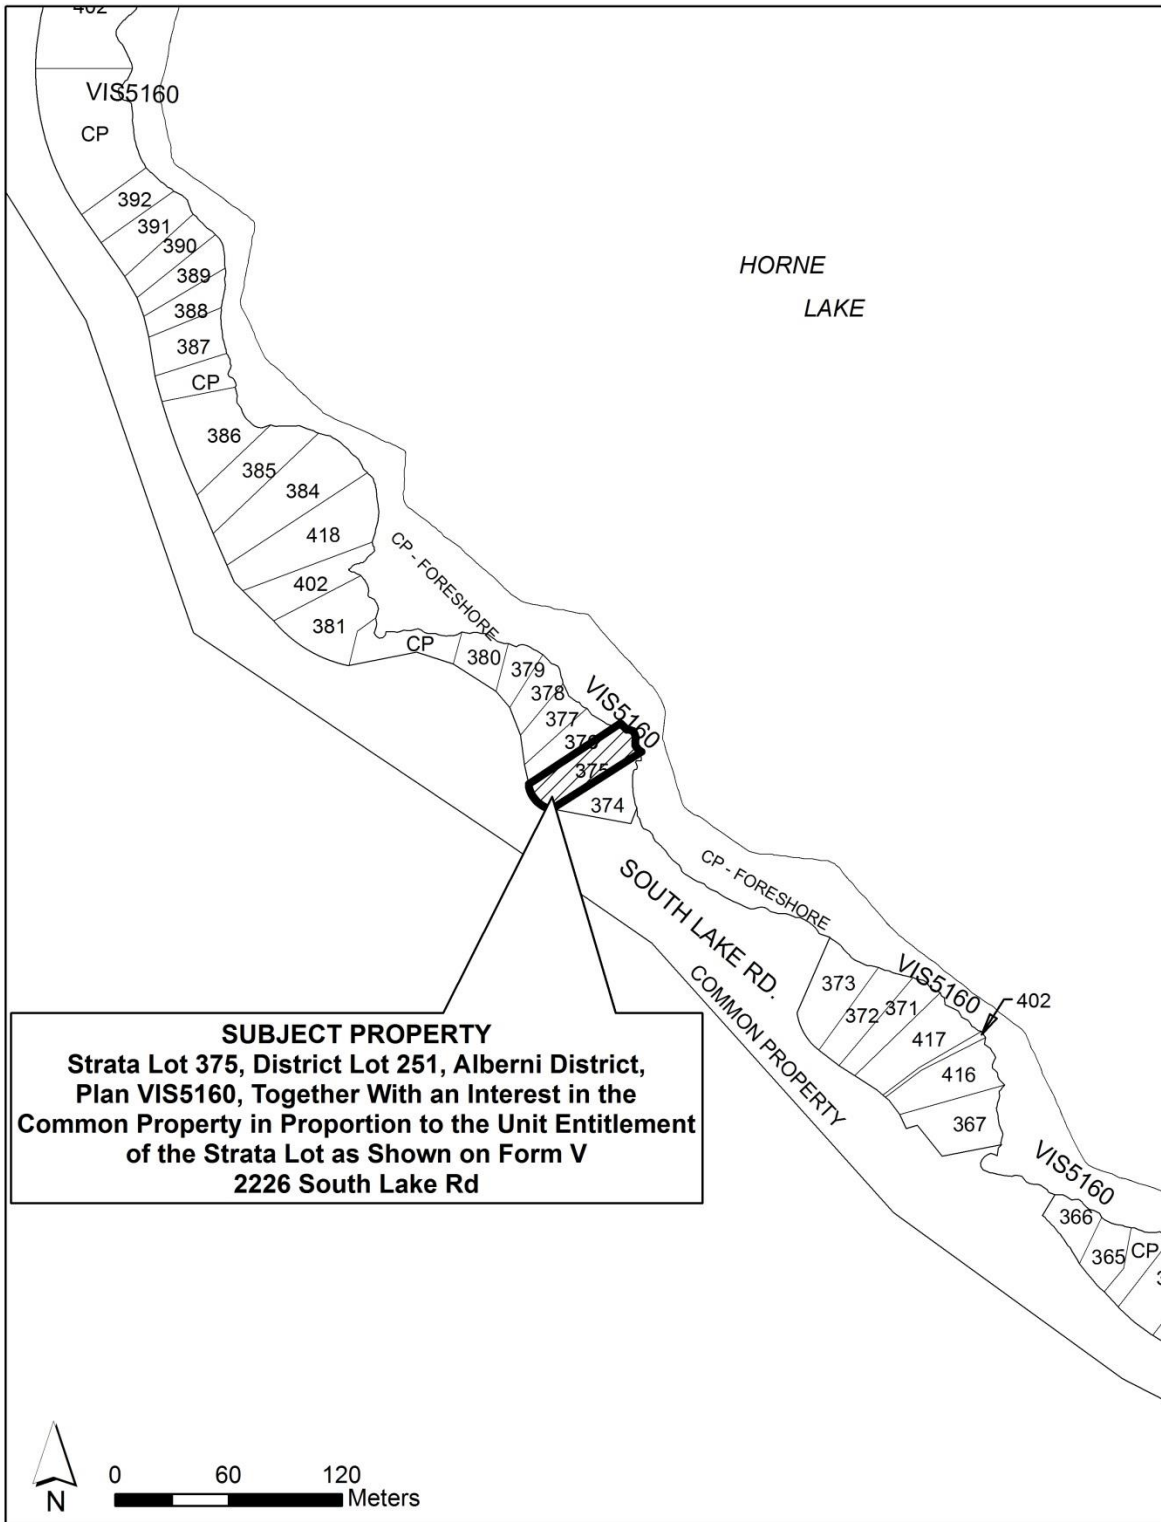 402
VIS5160
CP
392
391
390
389
388
387
CP
386
385
384
418
402
381
HORNE
LAKE
CP - FORESHORE
CP
380
379
378
377
376
375
374
VIS5160
SOUTH LAKE RD.
COMMON PROPERTY
CP - FORESHORE
373
372
371
VIS5160
402
417
416
367
VIS5160
366
365
CP
SUBJECT PROPERTY
Strata Lot 375, District Lot 251, Alberni District,
Plan VIS5160, Together With an Interest in the
Common Property in Proportion to the Unit Entitlement
of the Strata Lot as Shown on Form V
2226 South Lake Rd
N
0 60 120
Meters